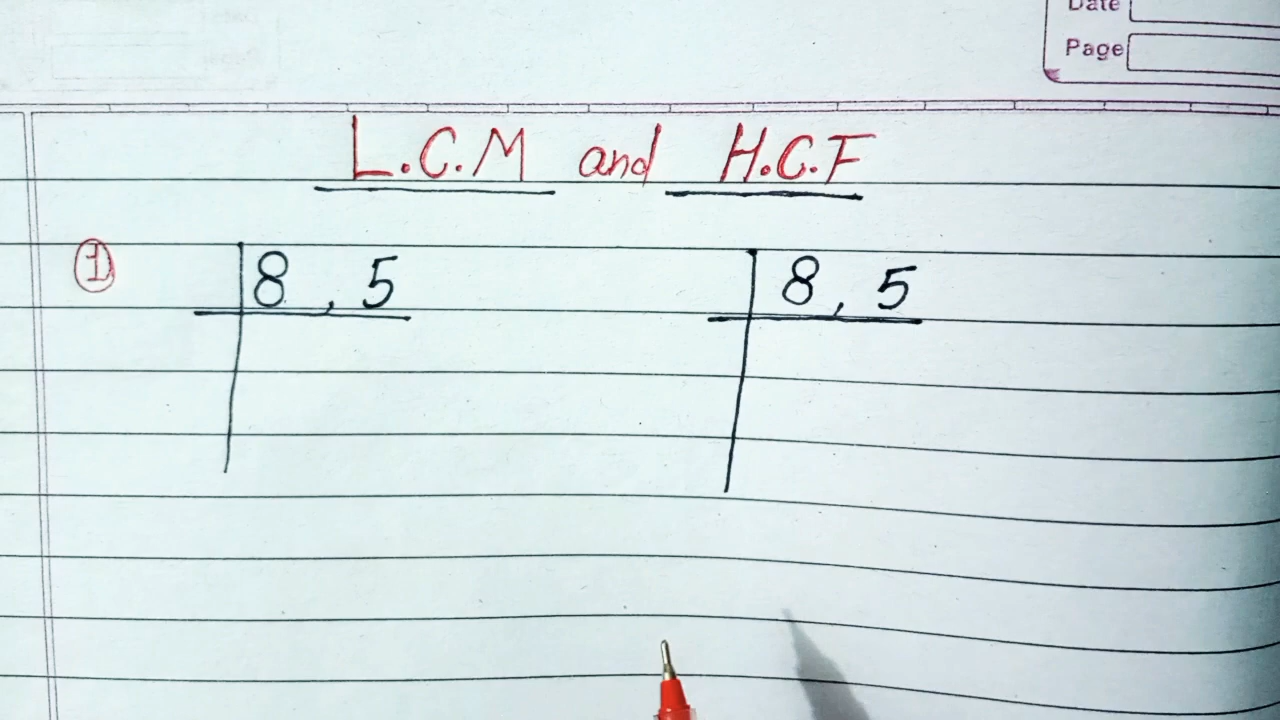 Date
Page
L.C.M and H.C.F
① 8 , 5 8 , 5